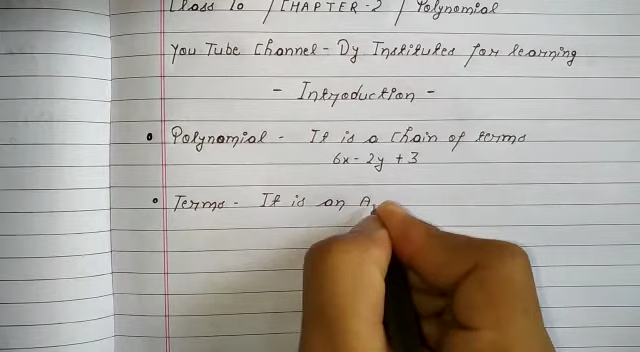 Class 10 / CHAPTER-2 / Polynomial
You Tube Channel - Dy Institutes for learning
- Introduction -
• Polynomial - It is a Chain of terms
6x - 2y + 3
• Terms - It is an